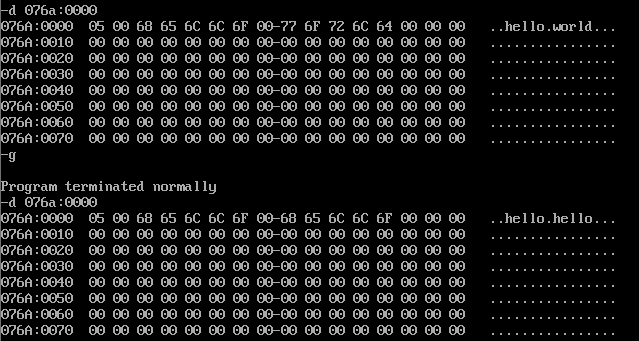 -d 076a:0000
076A:0000  05 00 68 65 6C 6C 6F 00-77 6F 72 6C 64 00 00 00   ..hello.world...
076A:0010  00 00 00 00 00 00 00 00-00 00 00 00 00 00 00 00   ................
076A:0020  00 00 00 00 00 00 00 00-00 00 00 00 00 00 00 00   ................
076A:0030  00 00 00 00 00 00 00 00-00 00 00 00 00 00 00 00   ................
076A:0040  00 00 00 00 00 00 00 00-00 00 00 00 00 00 00 00   ................
076A:0050  00 00 00 00 00 00 00 00-00 00 00 00 00 00 00 00   ................
076A:0060  00 00 00 00 00 00 00 00-00 00 00 00 00 00 00 00   ................
076A:0070  00 00 00 00 00 00 00 00-00 00 00 00 00 00 00 00   ................
-g
Program terminated normally
-d 076a:0000
076A:0000  05 00 68 65 6C 6C 6F 00-68 65 6C 6C 6F 00 00 00   ..hello.hello...
076A:0010  00 00 00 00 00 00 00 00-00 00 00 00 00 00 00 00   ................
076A:0020  00 00 00 00 00 00 00 00-00 00 00 00 00 00 00 00   ................
076A:0030  00 00 00 00 00 00 00 00-00 00 00 00 00 00 00 00   ................
076A:0040  00 00 00 00 00 00 00 00-00 00 00 00 00 00 00 00   ................
076A:0050  00 00 00 00 00 00 00 00-00 00 00 00 00 00 00 00   ................
076A:0060  00 00 00 00 00 00 00 00-00 00 00 00 00 00 00 00   ................
076A:0070  00 00 00 00 00 00 00 00-00 00 00 00 00 00 00 00   ................